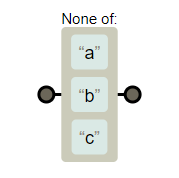 None of:
“a”
“b”
“c”